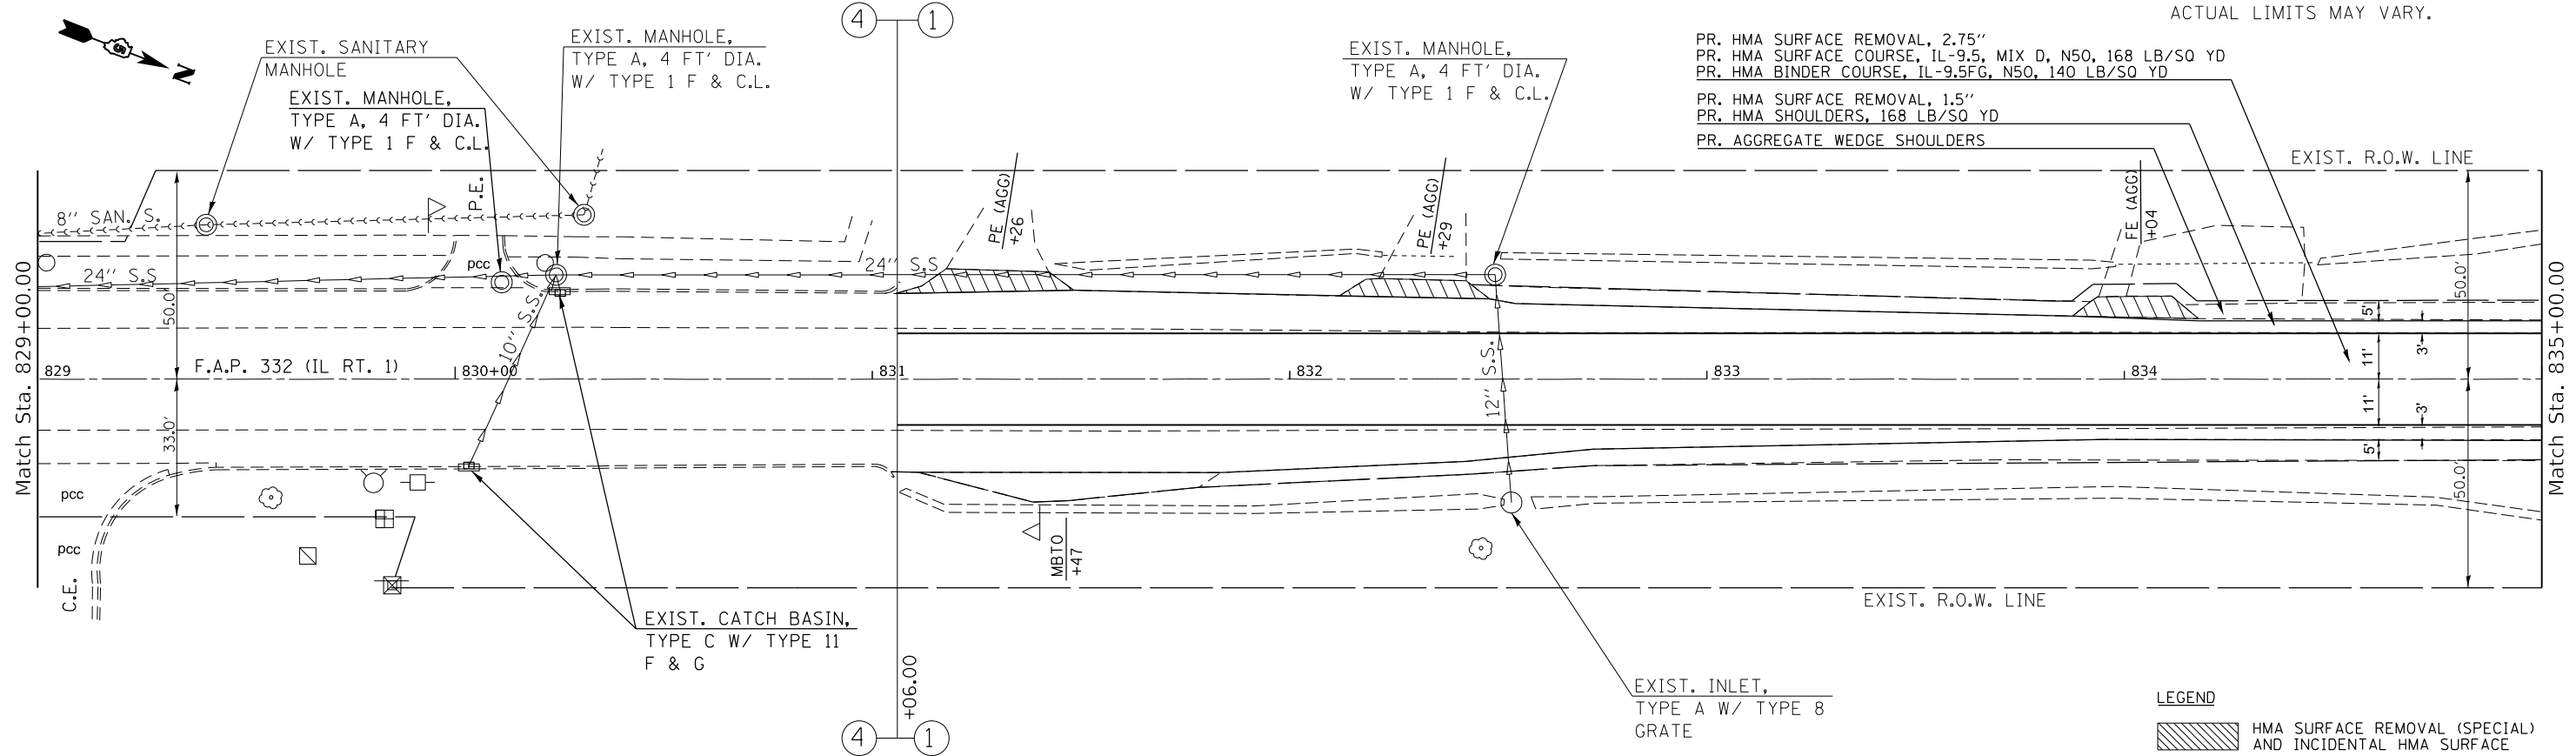 4
1
ACTUAL LIMITS MAY VARY.
EXIST. SANITARY
MANHOLE
EXIST. MANHOLE,
TYPE A, 4 FT' DIA.
W/ TYPE 1 F & C.L.
EXIST. MANHOLE,
TYPE A, 4 FT' DIA.
W/ TYPE 1 F & C.L.
EXIST. MANHOLE,
TYPE A, 4 FT' DIA.
W/ TYPE 1 F & C.L.
PR. HMA SURFACE REMOVAL, 2.75''
PR. HMA SURFACE COURSE, IL-9.5, MIX D, N50, 168 LB/SQ YD
PR. HMA BINDER COURSE, IL-9.5FG, N50, 140 LB/SQ YD
PR. HMA SURFACE REMOVAL, 1.5''
PR. HMA SHOULDERS, 168 LB/SQ YD
PR. AGGREGATE WEDGE SHOULDERS
EXIST. R.O.W. LINE
N
P.E.
8'' SAN. S.
PE (AGG)
+26
PE (AGG)
+29
FE (AGG)
+04
pcc
24'' S.S
24'' S.S
50.0'
50.0'
10'' S.S.
12'' S.S.
5'
3'
11'
Match Sta. 829+00.00
Match Sta. 835+00.00
829
F.A.P. 332 (IL RT. 1)
830+00
831
832
833
834
11'
3'
5'
33.0'
50.0'
pcc
pcc
C.E.
MBTO
+47
EXIST. R.O.W. LINE
EXIST. CATCH BASIN,
TYPE C W/ TYPE 11
F & G
+06.00
EXIST. INLET,
TYPE A W/ TYPE 8
GRATE
LEGEND
HMA SURFACE REMOVAL (SPECIAL)
AND INCIDENTAL HMA SURFACE
4
1